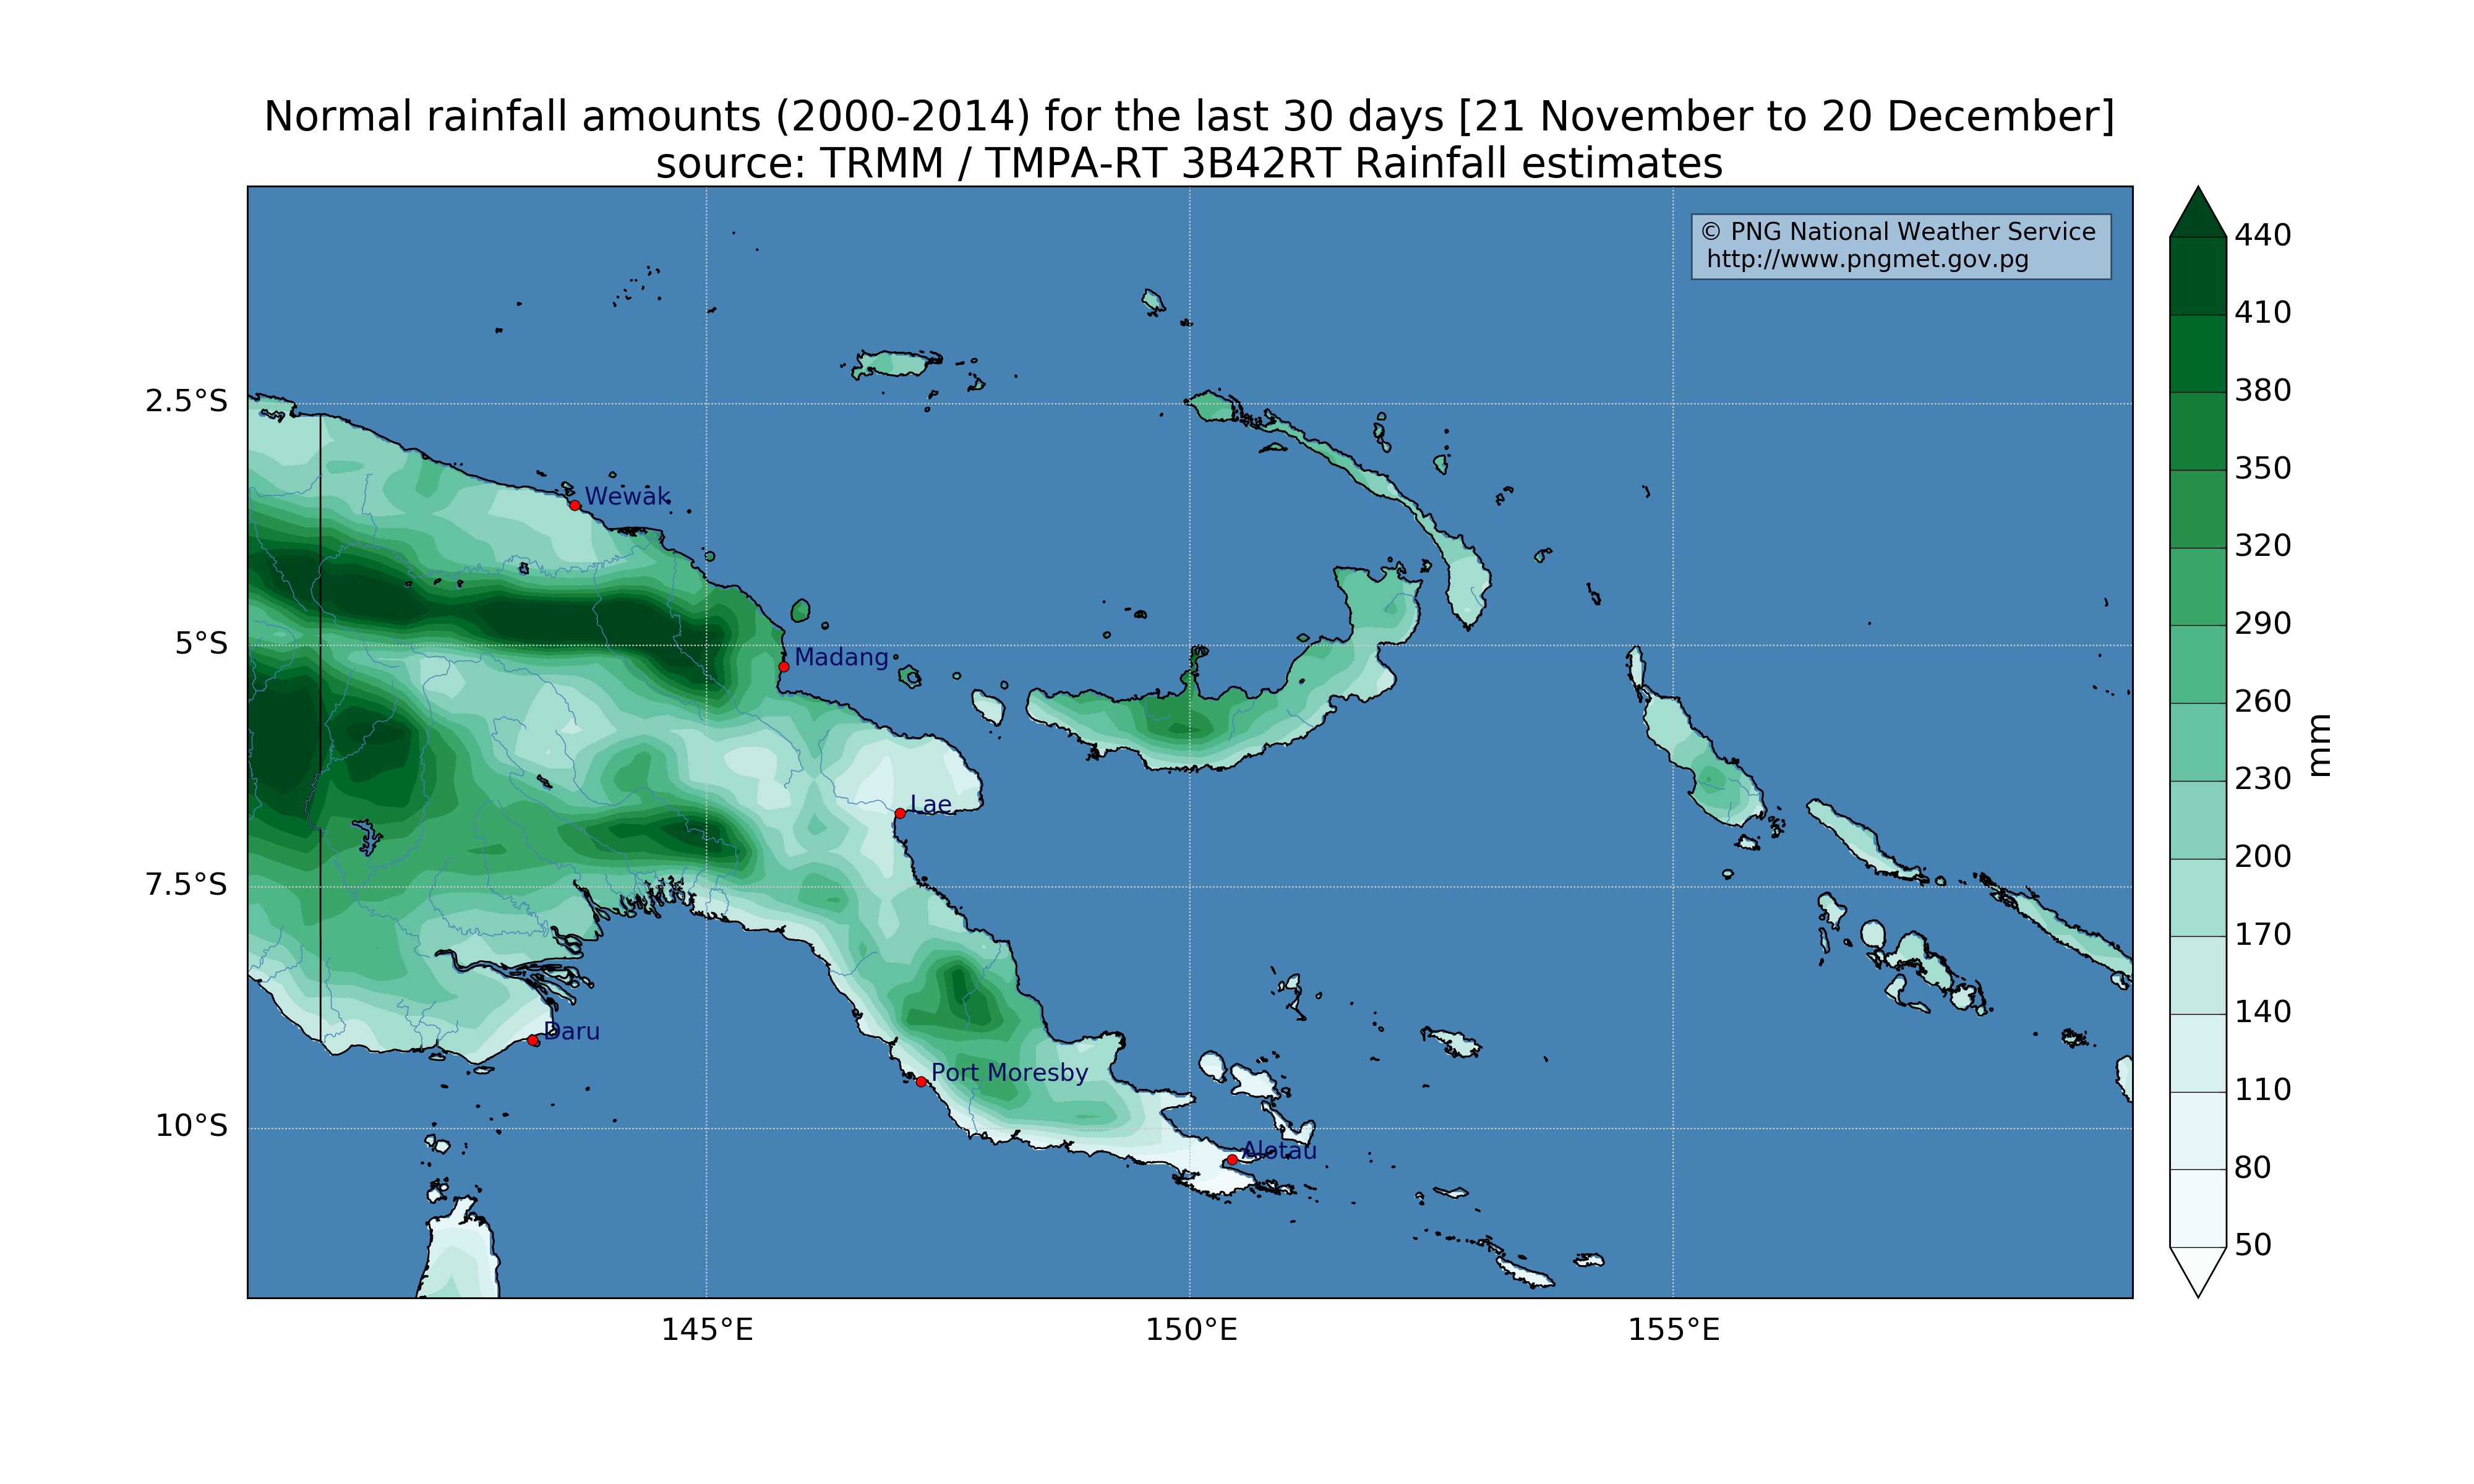 Normal rainfall amounts (2000-2014) for the last 30 days [21 November to 20 December]
source: TRMM / TMPA-RT 3B42RT Rainfall estimates
© PNG National Weather Service
http://www.pngmet.gov.pg
2.5°S
5°S
7.5°S
10°S
145°E
150°E
155°E
Wewak
Madang
Lae
Daru
Port Moresby
Alotau
440
410
380
350
320
290
260
230
200
170
140
110
80
50
mm